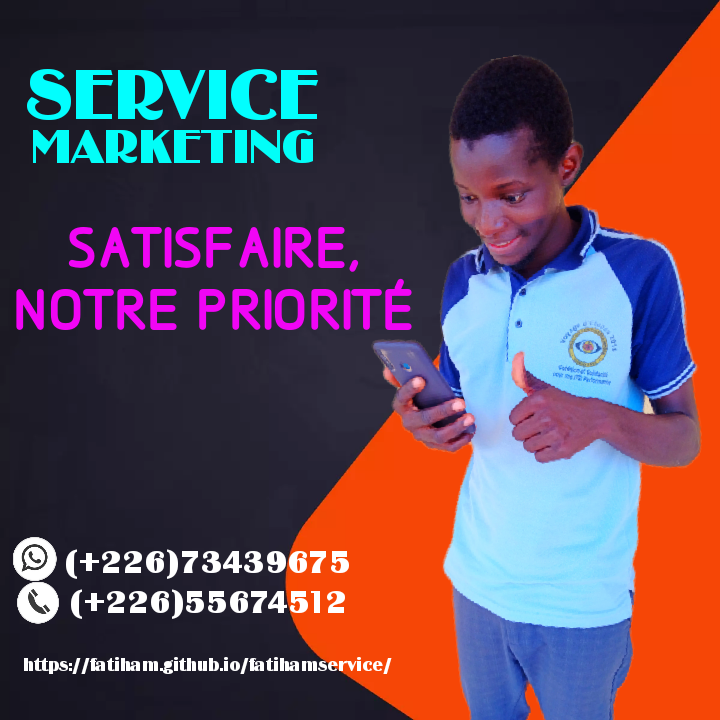 SERVICE
MARKETING
SATISFAIRE,
NOTRE PRIORITÉ
(+226)73439675
(+226)55674512
https://fatiham.github.io/fatihamservice/